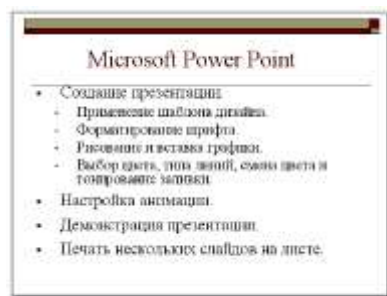 Microsoft Power Point
Создание презентации.
Применение шаблона дизайна.
Форматирование шрифта.
Рисование и вставка графики.
Выбор цвета, типа линий, смена цвета и
тонирование заливки.
Настройка анимации.
Демонстрация презентации.
Печать нескольких слайдов на листе.